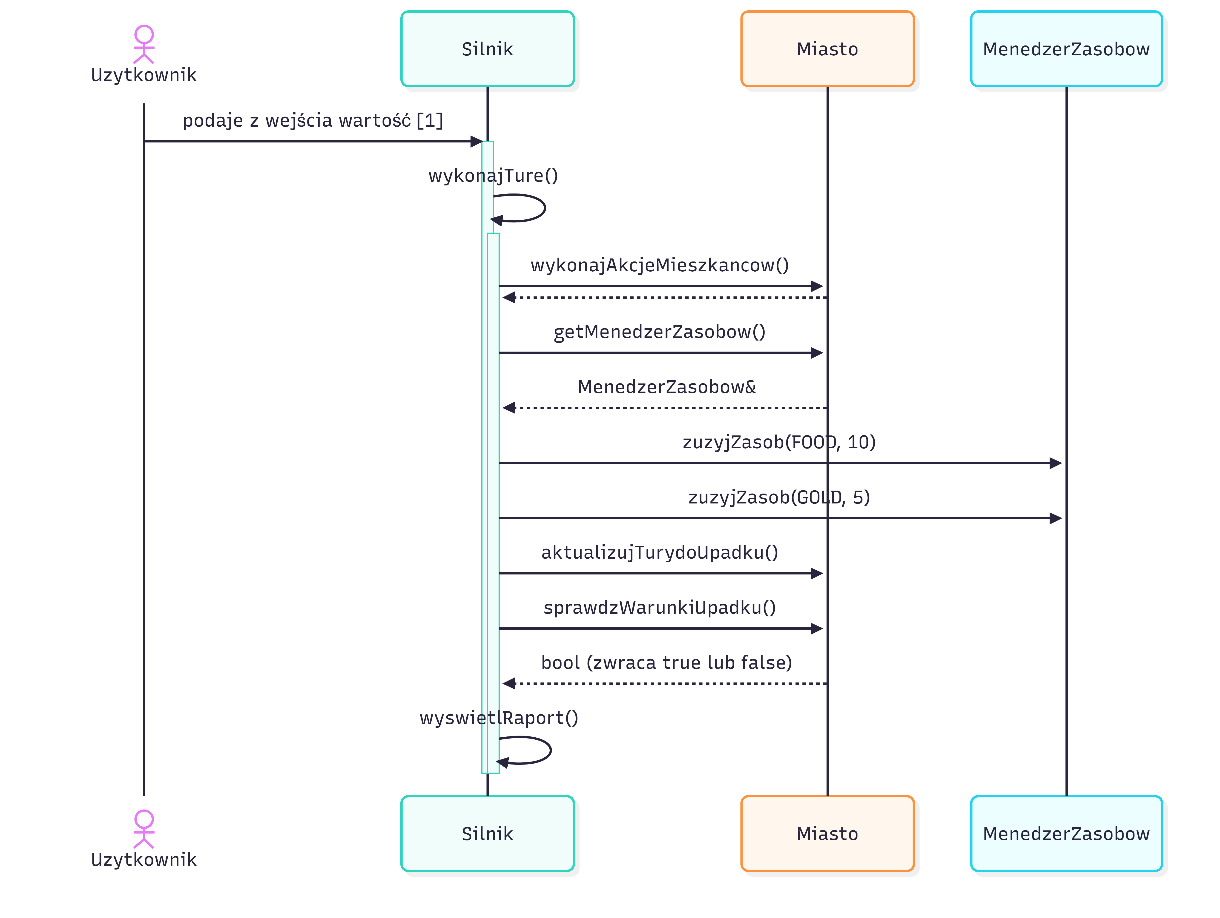 Uzytkownik
Silnik
Miasto
MenedzerZasobow
podaje z wejścia wartość [1]
wykonajTure()
wykonajAkcjeMieszkancow()
getMenedzerZasobow()
MenedzerZasobow&
zuzyjZasob(FOOD, 10)
zuzyjZasob(GOLD, 5)
aktualizujTurydoUpadku()
sprawdzWarunkiUpadku()
bool (zwraca true lub false)
wyswietlRaport()
Uzytkownik
Silnik
Miasto
MenedzerZasobow